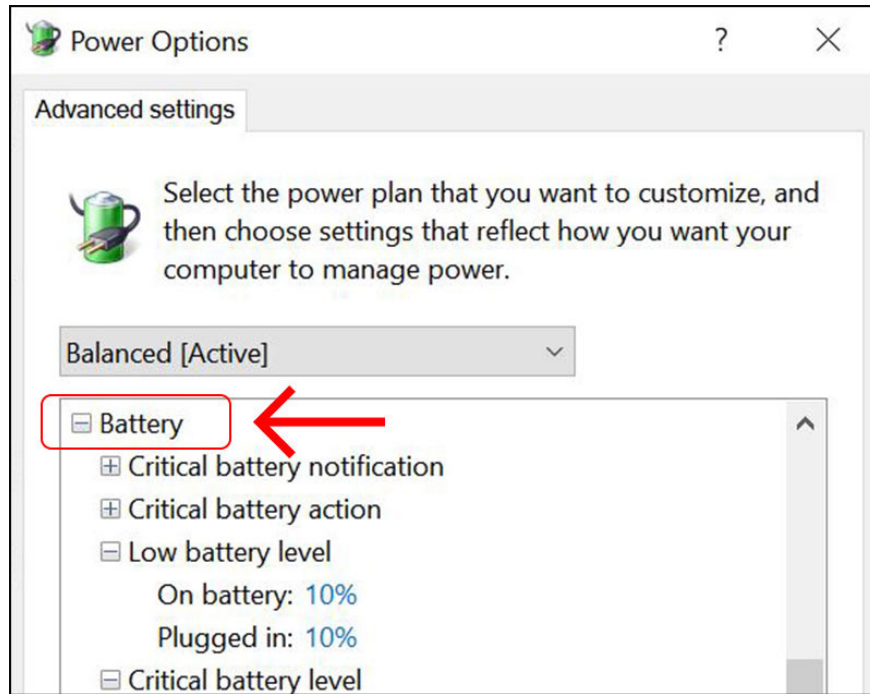 Power Options
?
Advanced settings
Select the power plan that you want to customize, and
then choose settings that reflect how you want your
computer to manage power.
Balanced [Active]
Battery
Critical battery notification
Critical battery action
Low battery level
On battery: 10%
Plugged in: 10%
Critical battery level